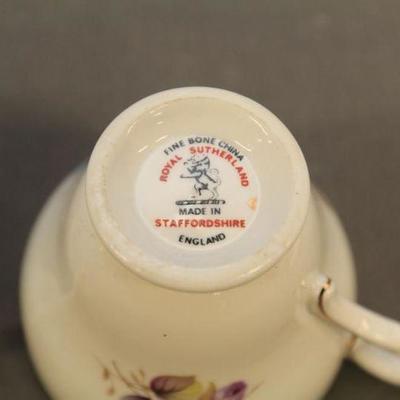 FINE BONE CHINA
ROYAL SUTHERLAND
MADE IN
STAFFORDSHIRE
ENGLAND